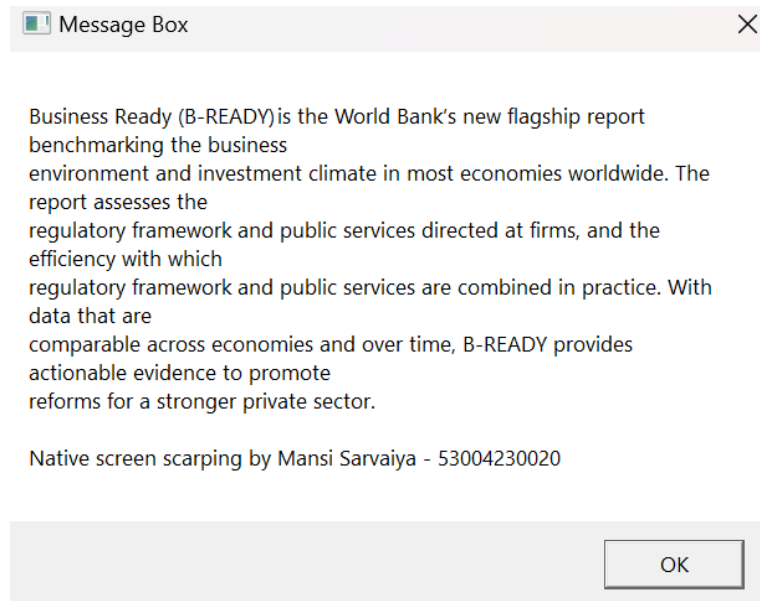 Message Box
Business Ready (B-READY)is the World Bank's new flagship report
benchmarking the business
environment and investment climate in most economies worldwide. The
report assesses the
regulatory framework and public services directed at firms, and the
efficiency with which
regulatory framework and public services are combined in practice. With
data that are
comparable across economies and over time, B-READY provides
actionable evidence to promote
reforms for a stronger private sector.
Native screen scarping by Mansi Sarvaiya - 53004230020
OK